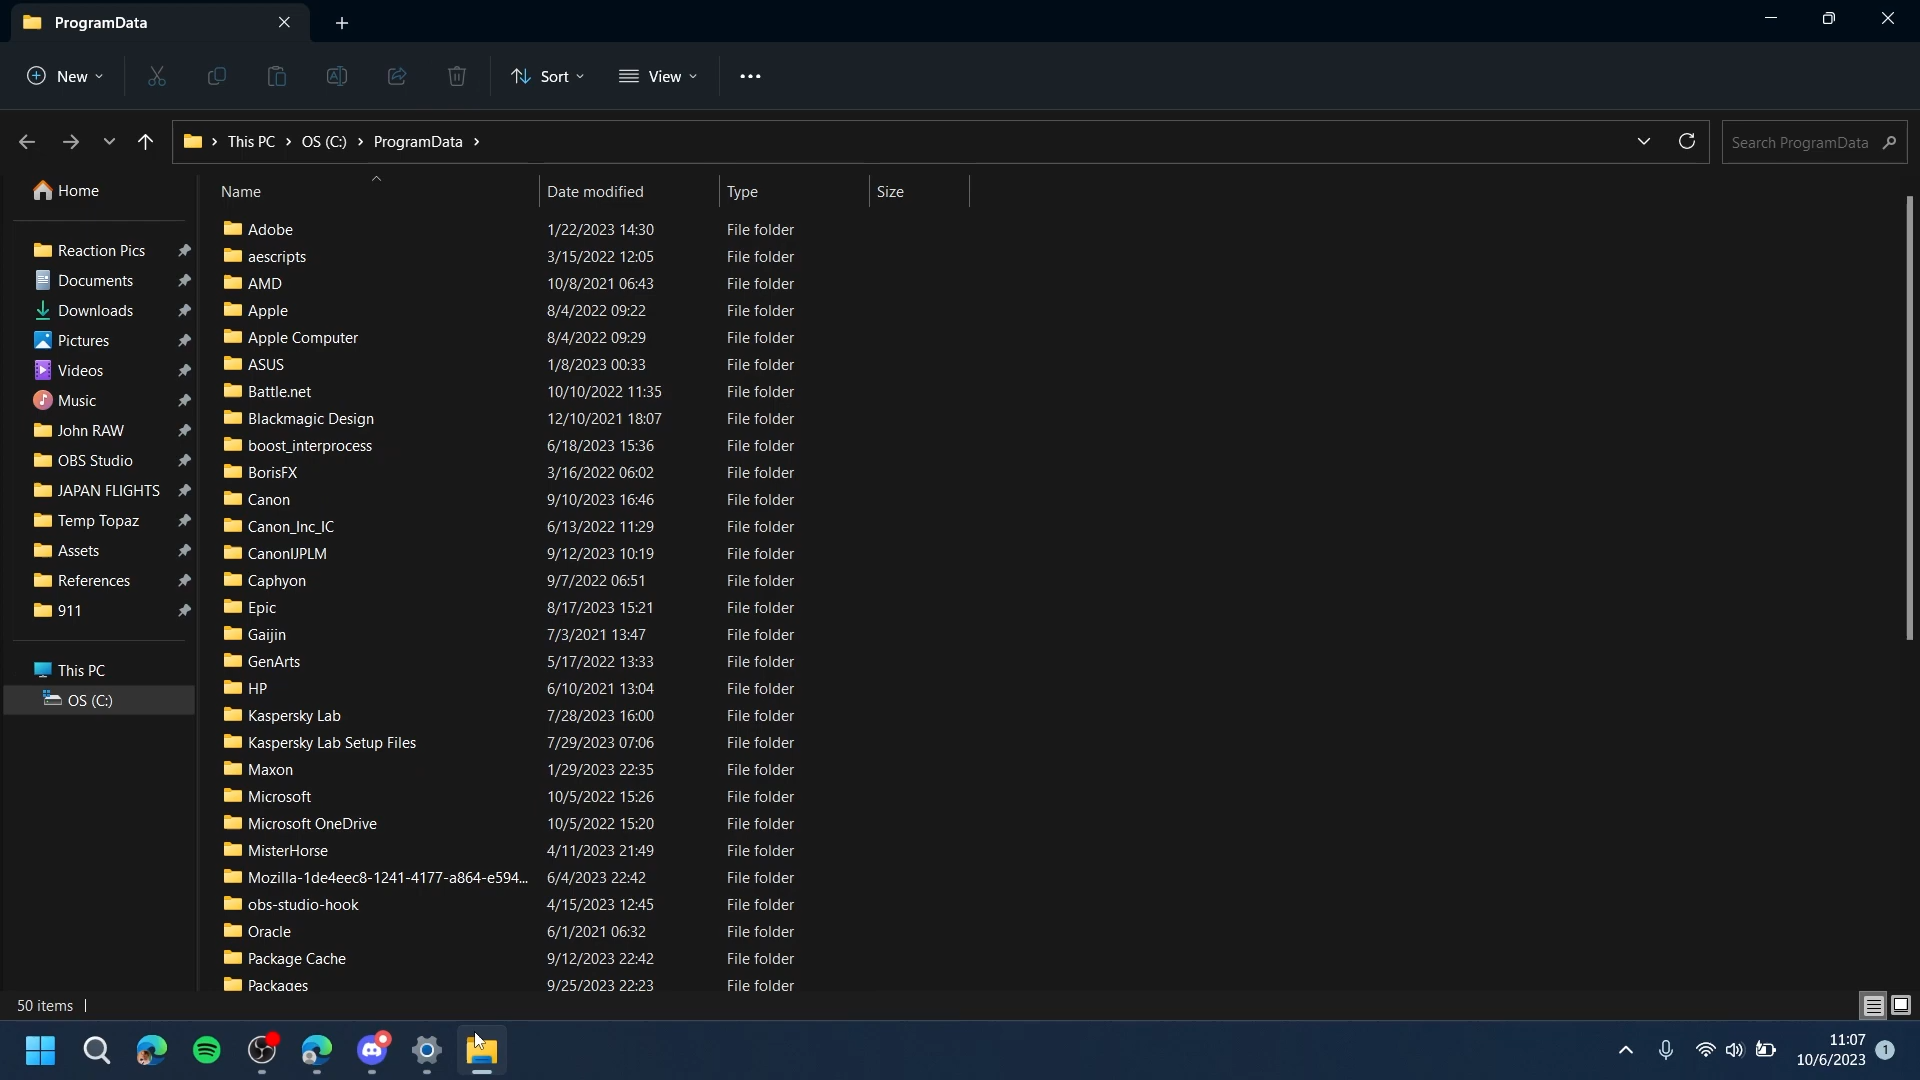 ProgramData
New
Sort
View
This PC > OS (C:) > ProgramData >
Search ProgramData
Home
Reaction Pics
Documents
Downloads
Pictures
Videos
Music
John RAW
OBS Studio
JAPAN FLIGHTS
Temp Topaz
Assets
References
911
This PC
OS (C:)
Name Date modified Type Size
Adobe 1/22/2023 14:30 File folder
aescripts 3/15/2022 12:05 File folder
AMD 10/8/2021 06:43 File folder
Apple 8/4/2022 09:22 File folder
Apple Computer 8/4/2022 09:29 File folder
ASUS 1/8/2023 00:33 File folder
Battle.net 10/10/2022 11:35 File folder
Blackmagic Design 12/10/2021 18:07 File folder
boost_interprocess 6/18/2023 15:36 File folder
BorisFX 3/16/2022 06:02 File folder
Canon 9/10/2023 16:46 File folder
Canon_Inc_IC 6/13/2022 11:29 File folder
CanonIJPLM 9/12/2023 10:19 File folder
Caphyon 9/7/2022 06:51 File folder
Epic 8/17/2023 15:21 File folder
Gaijin 7/3/2021 13:47 File folder
GenArts 5/17/2022 13:33 File folder
HP 6/10/2021 13:04 File folder
Kaspersky Lab 7/28/2023 16:00 File folder
Kaspersky Lab Setup Files 7/29/2023 07:06 File folder
Maxon 1/29/2023 22:35 File folder
Microsoft 10/5/2022 15:26 File folder
Microsoft OneDrive 10/5/2022 15:20 File folder
MisterHorse 4/11/2023 21:49 File folder
Mozilla-1de4eec8-1241-4177-a864-e594... 6/4/2023 22:42 File folder
obs-studio-hook 4/15/2023 12:45 File folder
Oracle 6/1/2021 06:32 File folder
Package Cache 9/12/2023 22:42 File folder
Packages 9/25/2023 22:23 File folder
50 items
11:07
10/6/2023
1